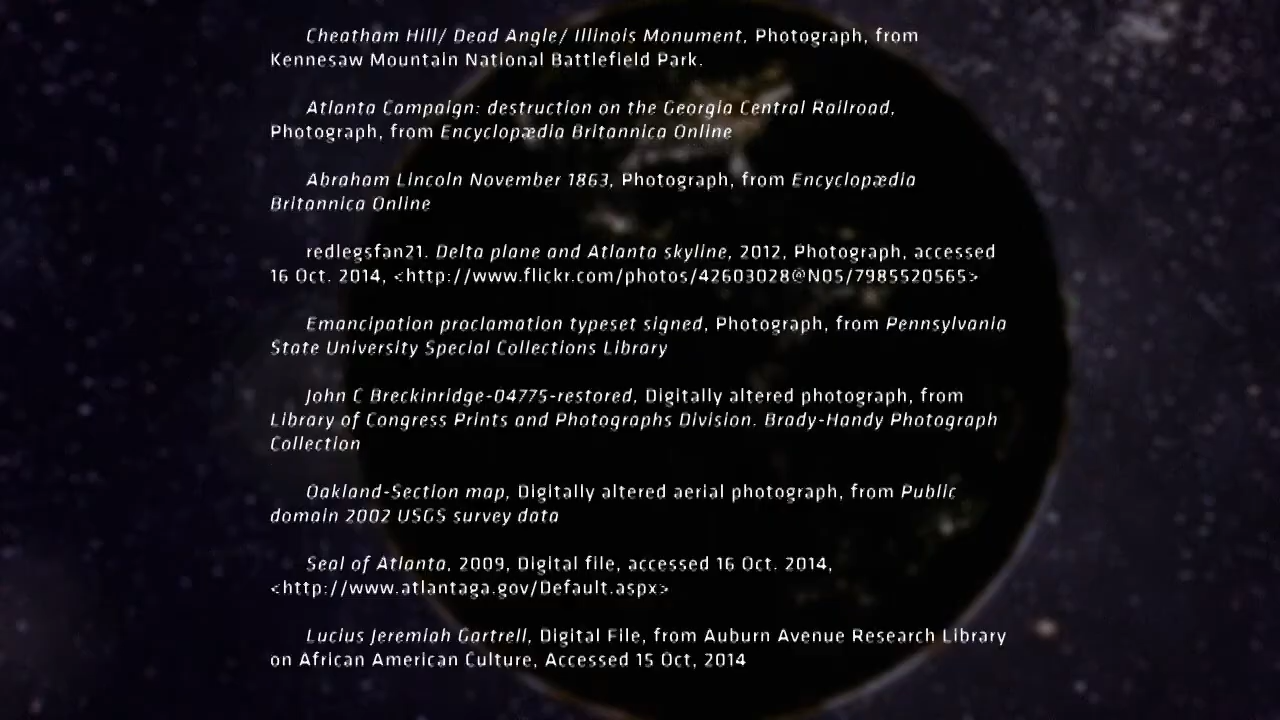 Cheatham Hill/ Dead Angle/ Illinois Monument, Photograph, from
Kennesaw Mountain National Battlefield Park.
Atlanta Campaign: destruction on the Georgia Central Railroad,
Photograph, from Encyclopædia Britannica Online
Abraham Lincoln November 1863, Photograph, from Encyclopædia
Britannica Online
redlegsfan21. Delta plane and Atlanta skyline, 2012, Photograph, accessed
16 Oct. 2014, <http://www.flickr.com/photos/42603028@N05/7985520565>
Emancipation proclamation typeset signed, Photograph, from Pennsylvania
State University Special Collections Library
John C Breckinridge-04775-restored, Digitally altered photograph, from
Library of Congress Prints and Photographs Division. Brady-Handy Photograph
Collection
Oakland-Section map, Digitally altered aerial photograph, from Public
domain 2002 USGS survey data
Seal of Atlanta, 2009, Digital file, accessed 16 Oct. 2014,
<http://www.atlantaga.gov/Default.aspx>
Lucius Jeremiah Gartrell, Digital File, from Auburn Avenue Research Library
on African American Culture, Accessed 15 Oct, 2014